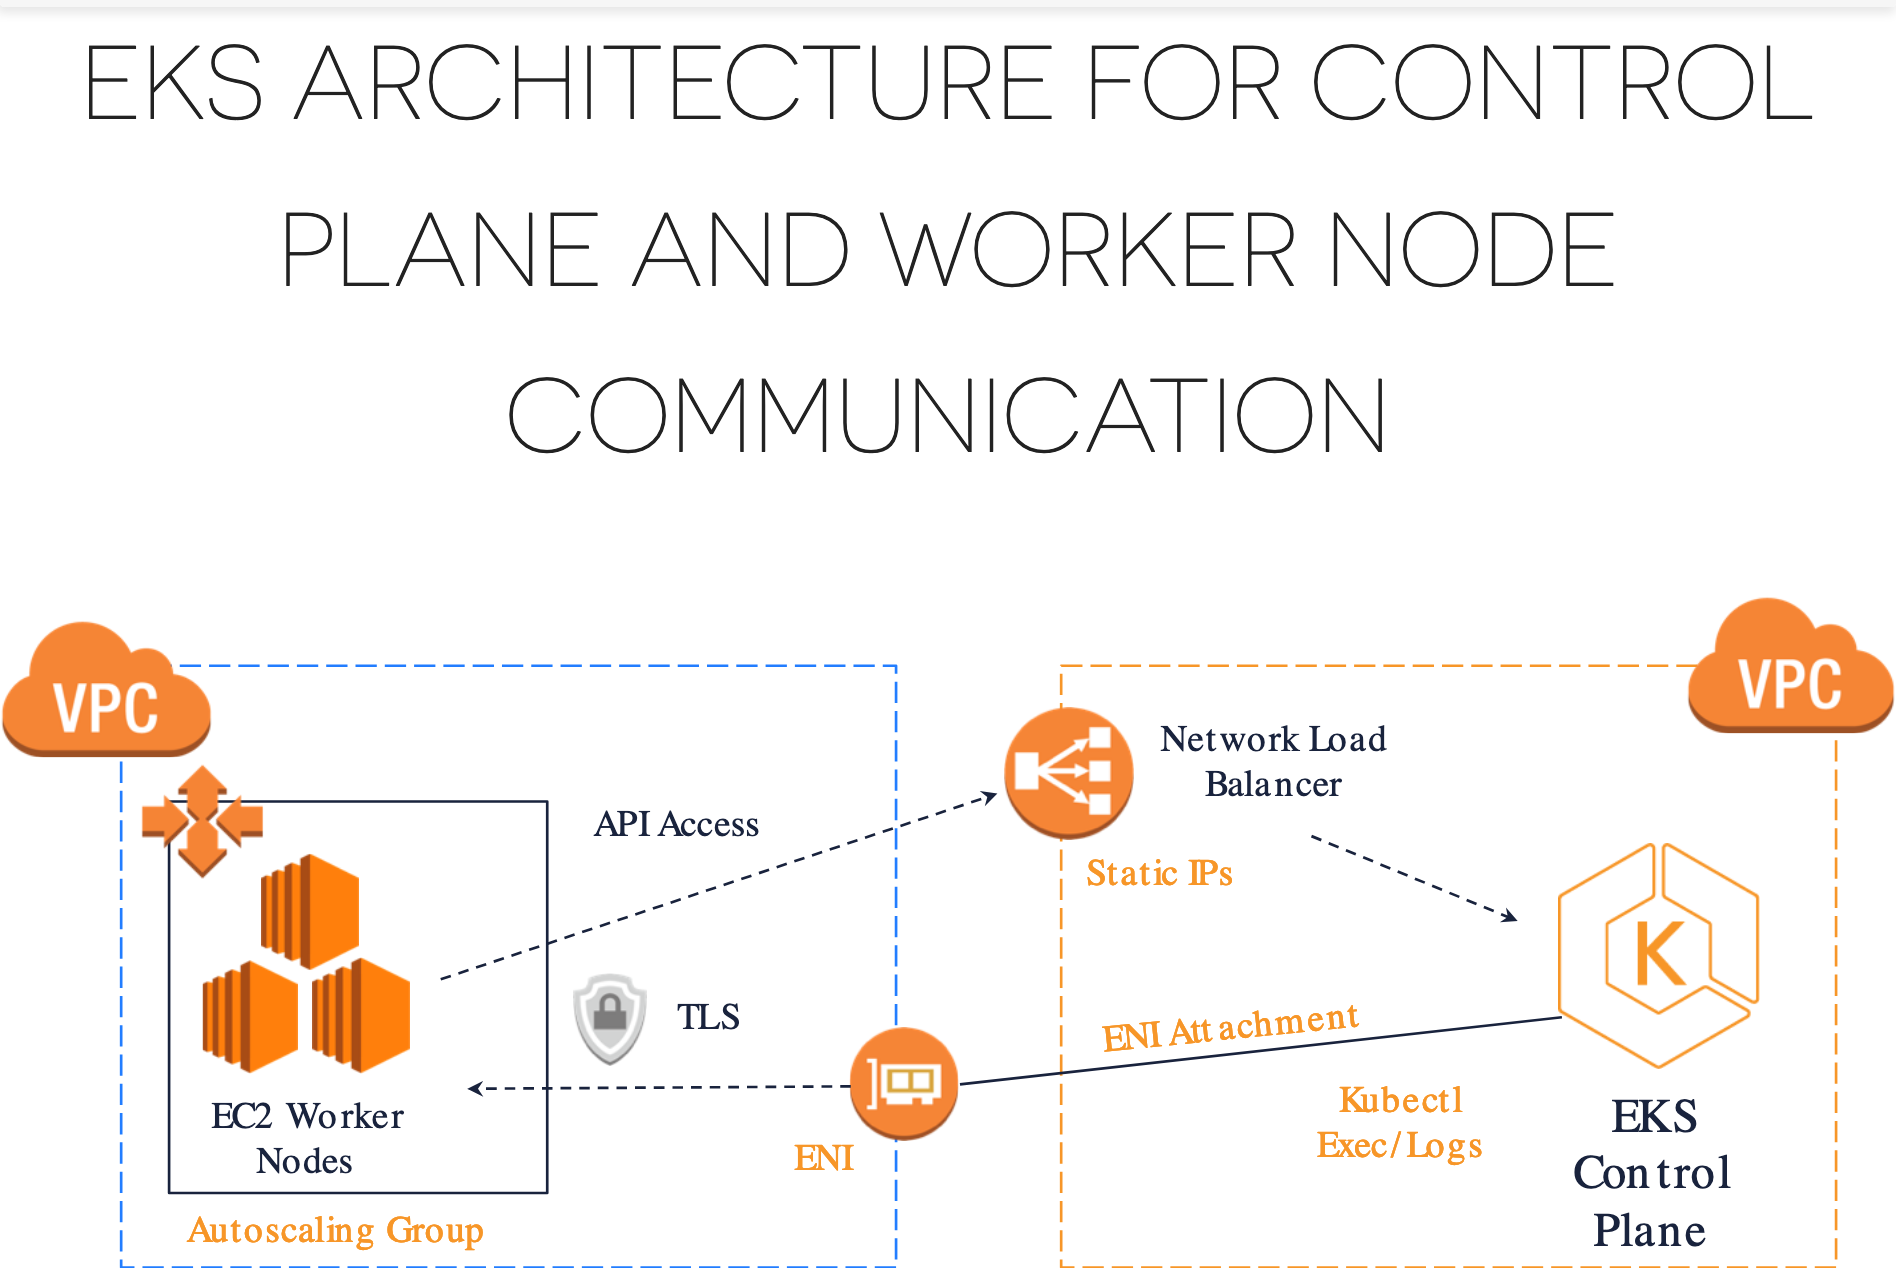 EKS ARCHITECTURE FOR CONTROL
PLANE AND WORKER NODE
COMMUNICATION
VPC
VPC
Network Load
Balancer
API Access
Static IPs
K
TLS
ENI Attachment
Kubectl
Exec/Logs
EC2 Worker
Nodes
ENI
EKS
Control
Plane
Autoscaling Group